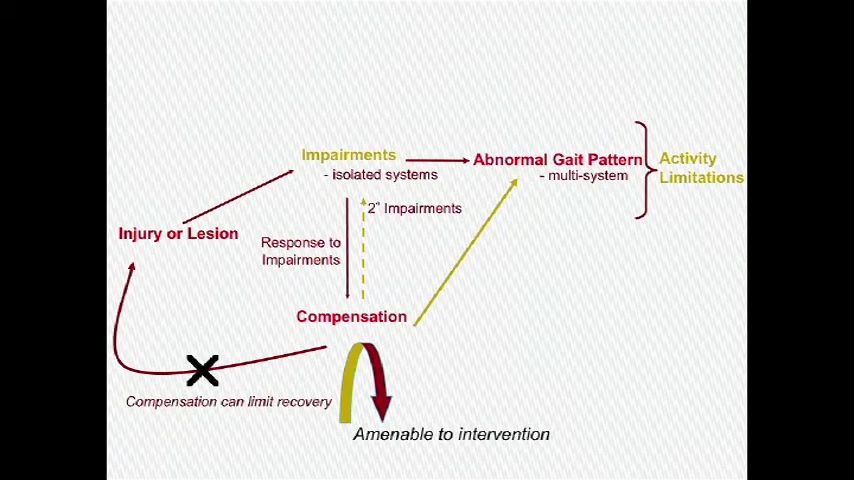 Impairments
- isolated systems
Abnormal Gait Pattern
- multi-system
Activity
Limitations
2° Impairments
Injury or Lesion
Response to
Impairments
Compensation
Compensation can limit recovery
Amenable to intervention